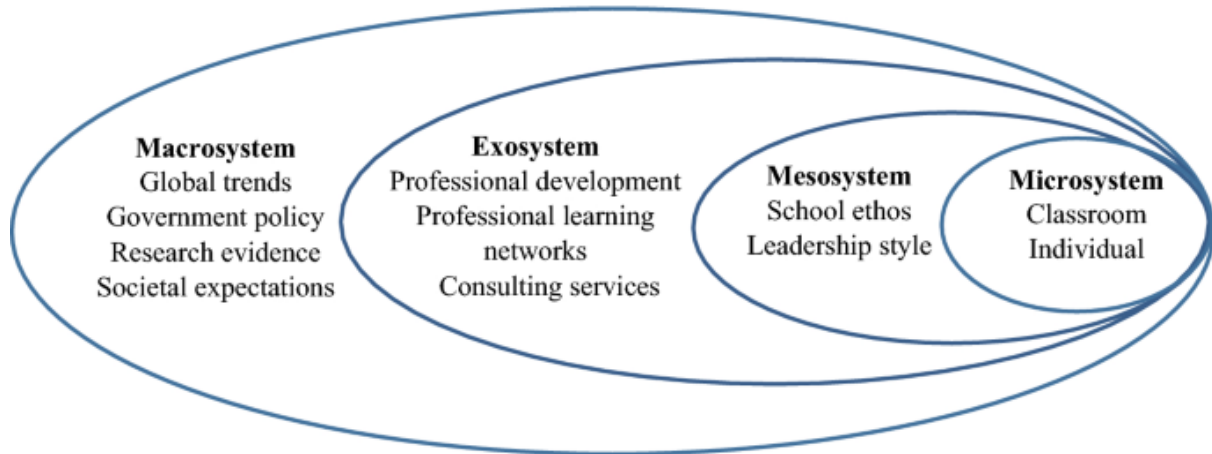 Macrosystem
Global trends
Government policy
Research evidence
Societal expectations
Exosystem
Professional development
Professional learning
networks
Consulting services
Mesosystem
School ethos
Leadership style
Microsystem
Classroom
Individual